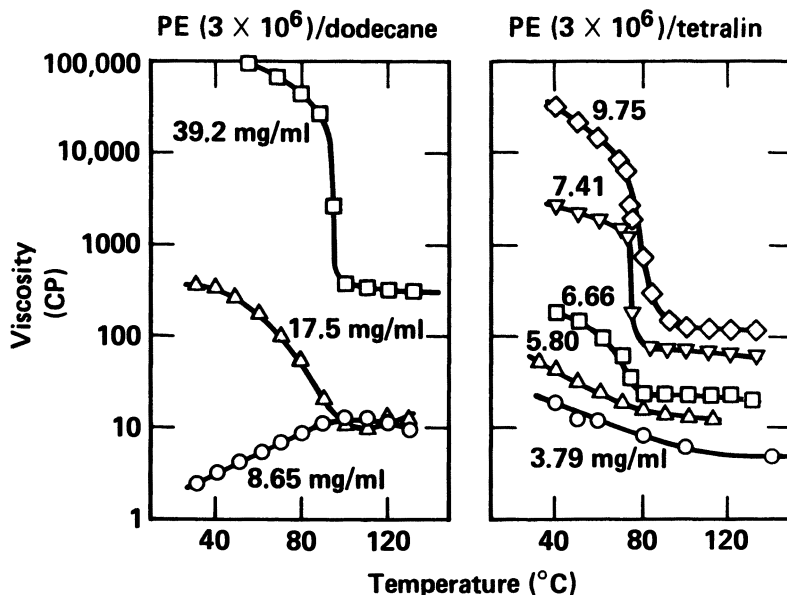 PE (3 × 10⁶)/dodecane
PE (3 × 10⁶)/tetralin
100,000
10,000
1000
100
10
1
Viscosity
(CP)
39.2 mg/ml
17.5 mg/ml
8.65 mg/ml
9.75
7.41
6.66
5.80
3.79 mg/ml
40
80
120
40
80
120
Temperature (°C)